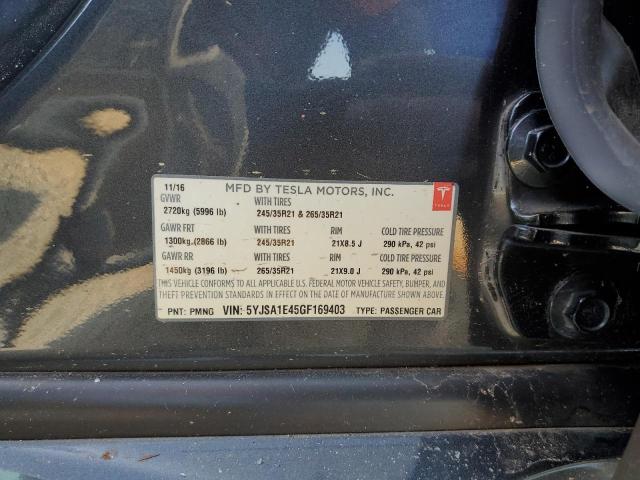 11/16 MFD BY TESLA MOTORS, INC.
GVWR WITH TIRES
2720kg (5996 lb) 245/35R21 & 265/35R21
GAWR FRT WITH TIRES RIM COLD TIRE PRESSURE
1300kg (2866 lb) 245/35R21 21X8.5 J 290 kPa, 42 psi
GAWR RR WITH TIRES RIM COLD TIRE PRESSURE
1450kg (3196 lb) 265/35R21 21X9.0 J 290 kPa, 42 psi
THIS VEHICLE CONFORMS TO ALL APPLICABLE U.S. FEDERAL MOTOR VEHICLE SAFETY, BUMPER,
AND THEFT PREVENTION STANDARDS IN EFFECT ON THE DATE OF MANUFACTURE SHOWN ABOVE.
PNT: PMNG VIN: 5YJSA1E45GF169403 TYPE: PASSENGER CAR
TESLA